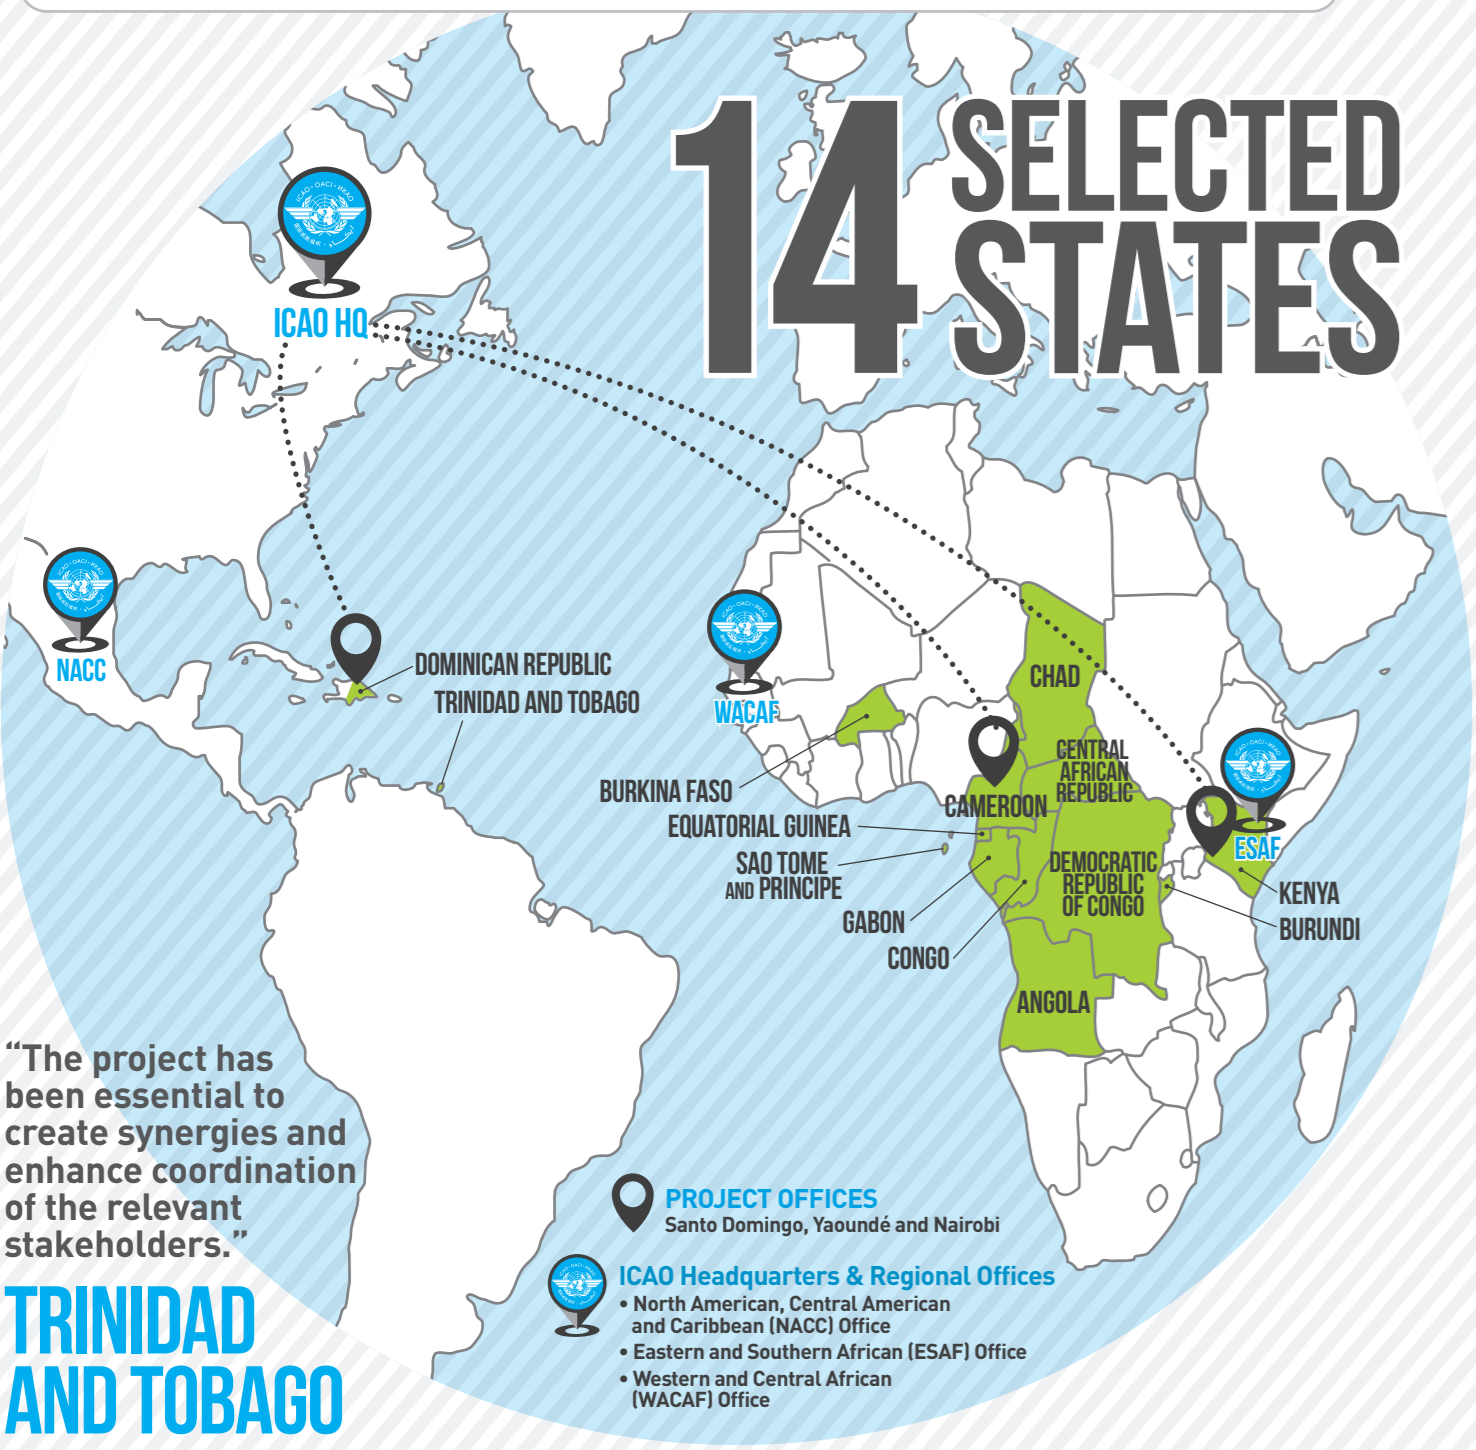 14 SELECTED
STATES
ICAO HQ
NACC
WACAF
ESAF
DOMINICAN REPUBLIC
TRINIDAD AND TOBAGO
CHAD
CENTRAL
AFRICAN
REPUBLIC
BURKINA FASO
CAMEROON
EQUATORIAL GUINEA
SAO TOME
AND PRINCIPE
DEMOCRATIC
REPUBLIC
OF CONGO
GABON
CONGO
KENYA
BURUNDI
ANGOLA
“The project has
been essential to
create synergies and
enhance coordination
of the relevant
stakeholders.”
TRINIDAD
AND TOBAGO
PROJECT OFFICES
Santo Domingo, Yaoundé and Nairobi
ICAO Headquarters & Regional Offices
• North American, Central American
and Caribbean (NACC) Office
• Eastern and Southern African (ESAF) Office
• Western and Central African
(WACAF) Office
ICAO · OACI · ИКАО